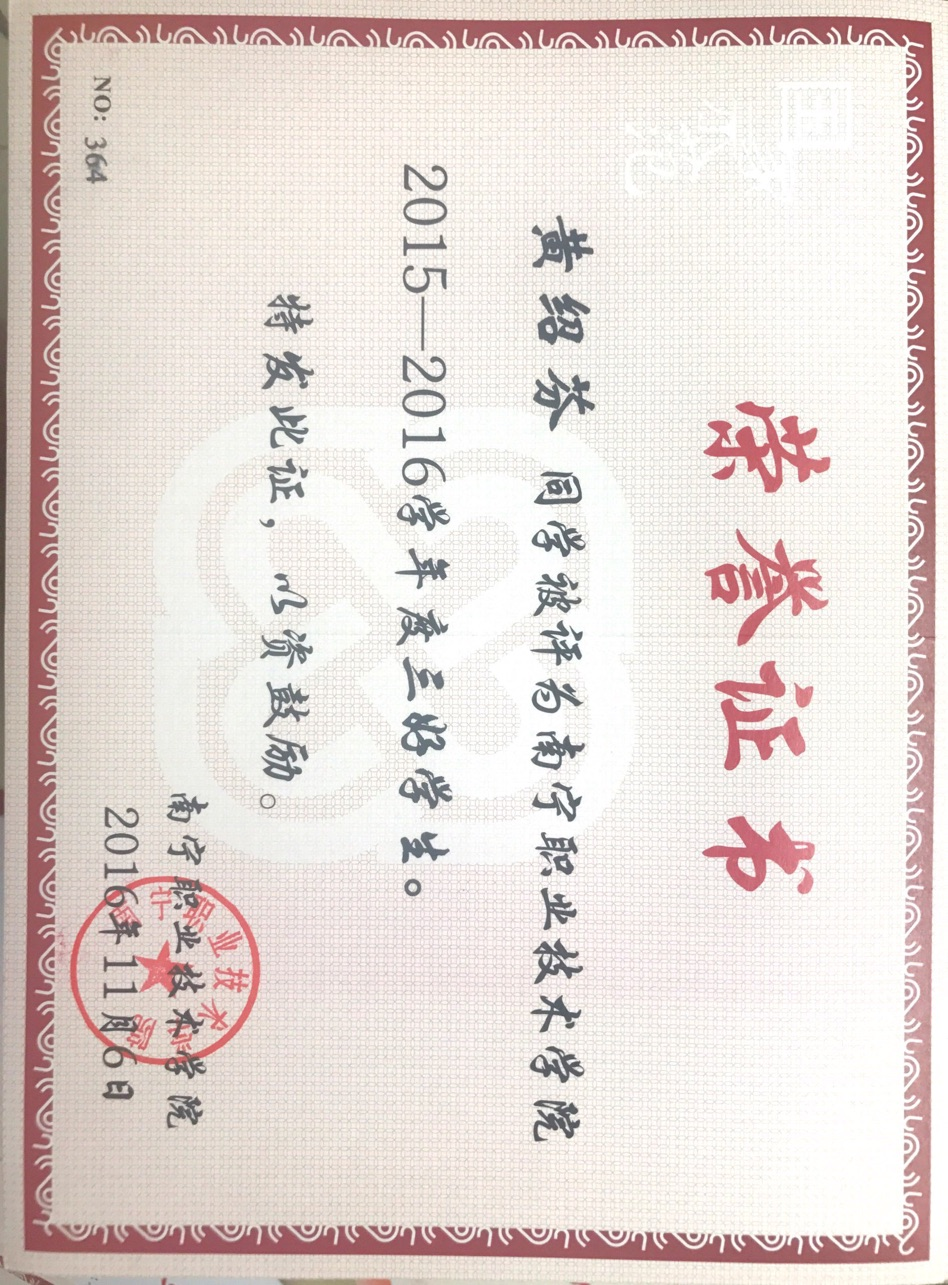 荣誉证书
黄绍芬 同学被评为南宁职业技术学院
2015—2016学年度三好学生。
特发此证，以资鼓励。
南宁职业技术学院
2016年11月6日
NO: 364